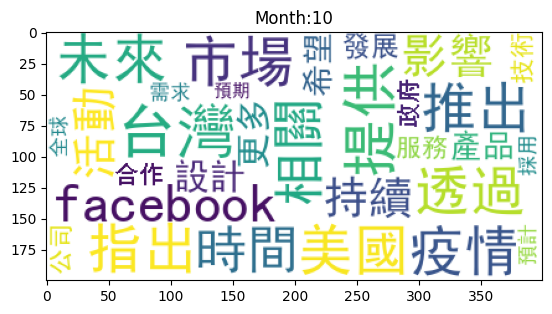 Month:10
0
25
50
75
100
125
150
175
0
50
100
150
200
250
300
350
未來
市場
希望
發展
影響
技術
需求
預期
提供
政府
推出
全球
活動
台灣
更多
相關
服務
產品
採用
合作
設計
持續
透過
facebook
公司
指出
時間
美國
疫情
預計